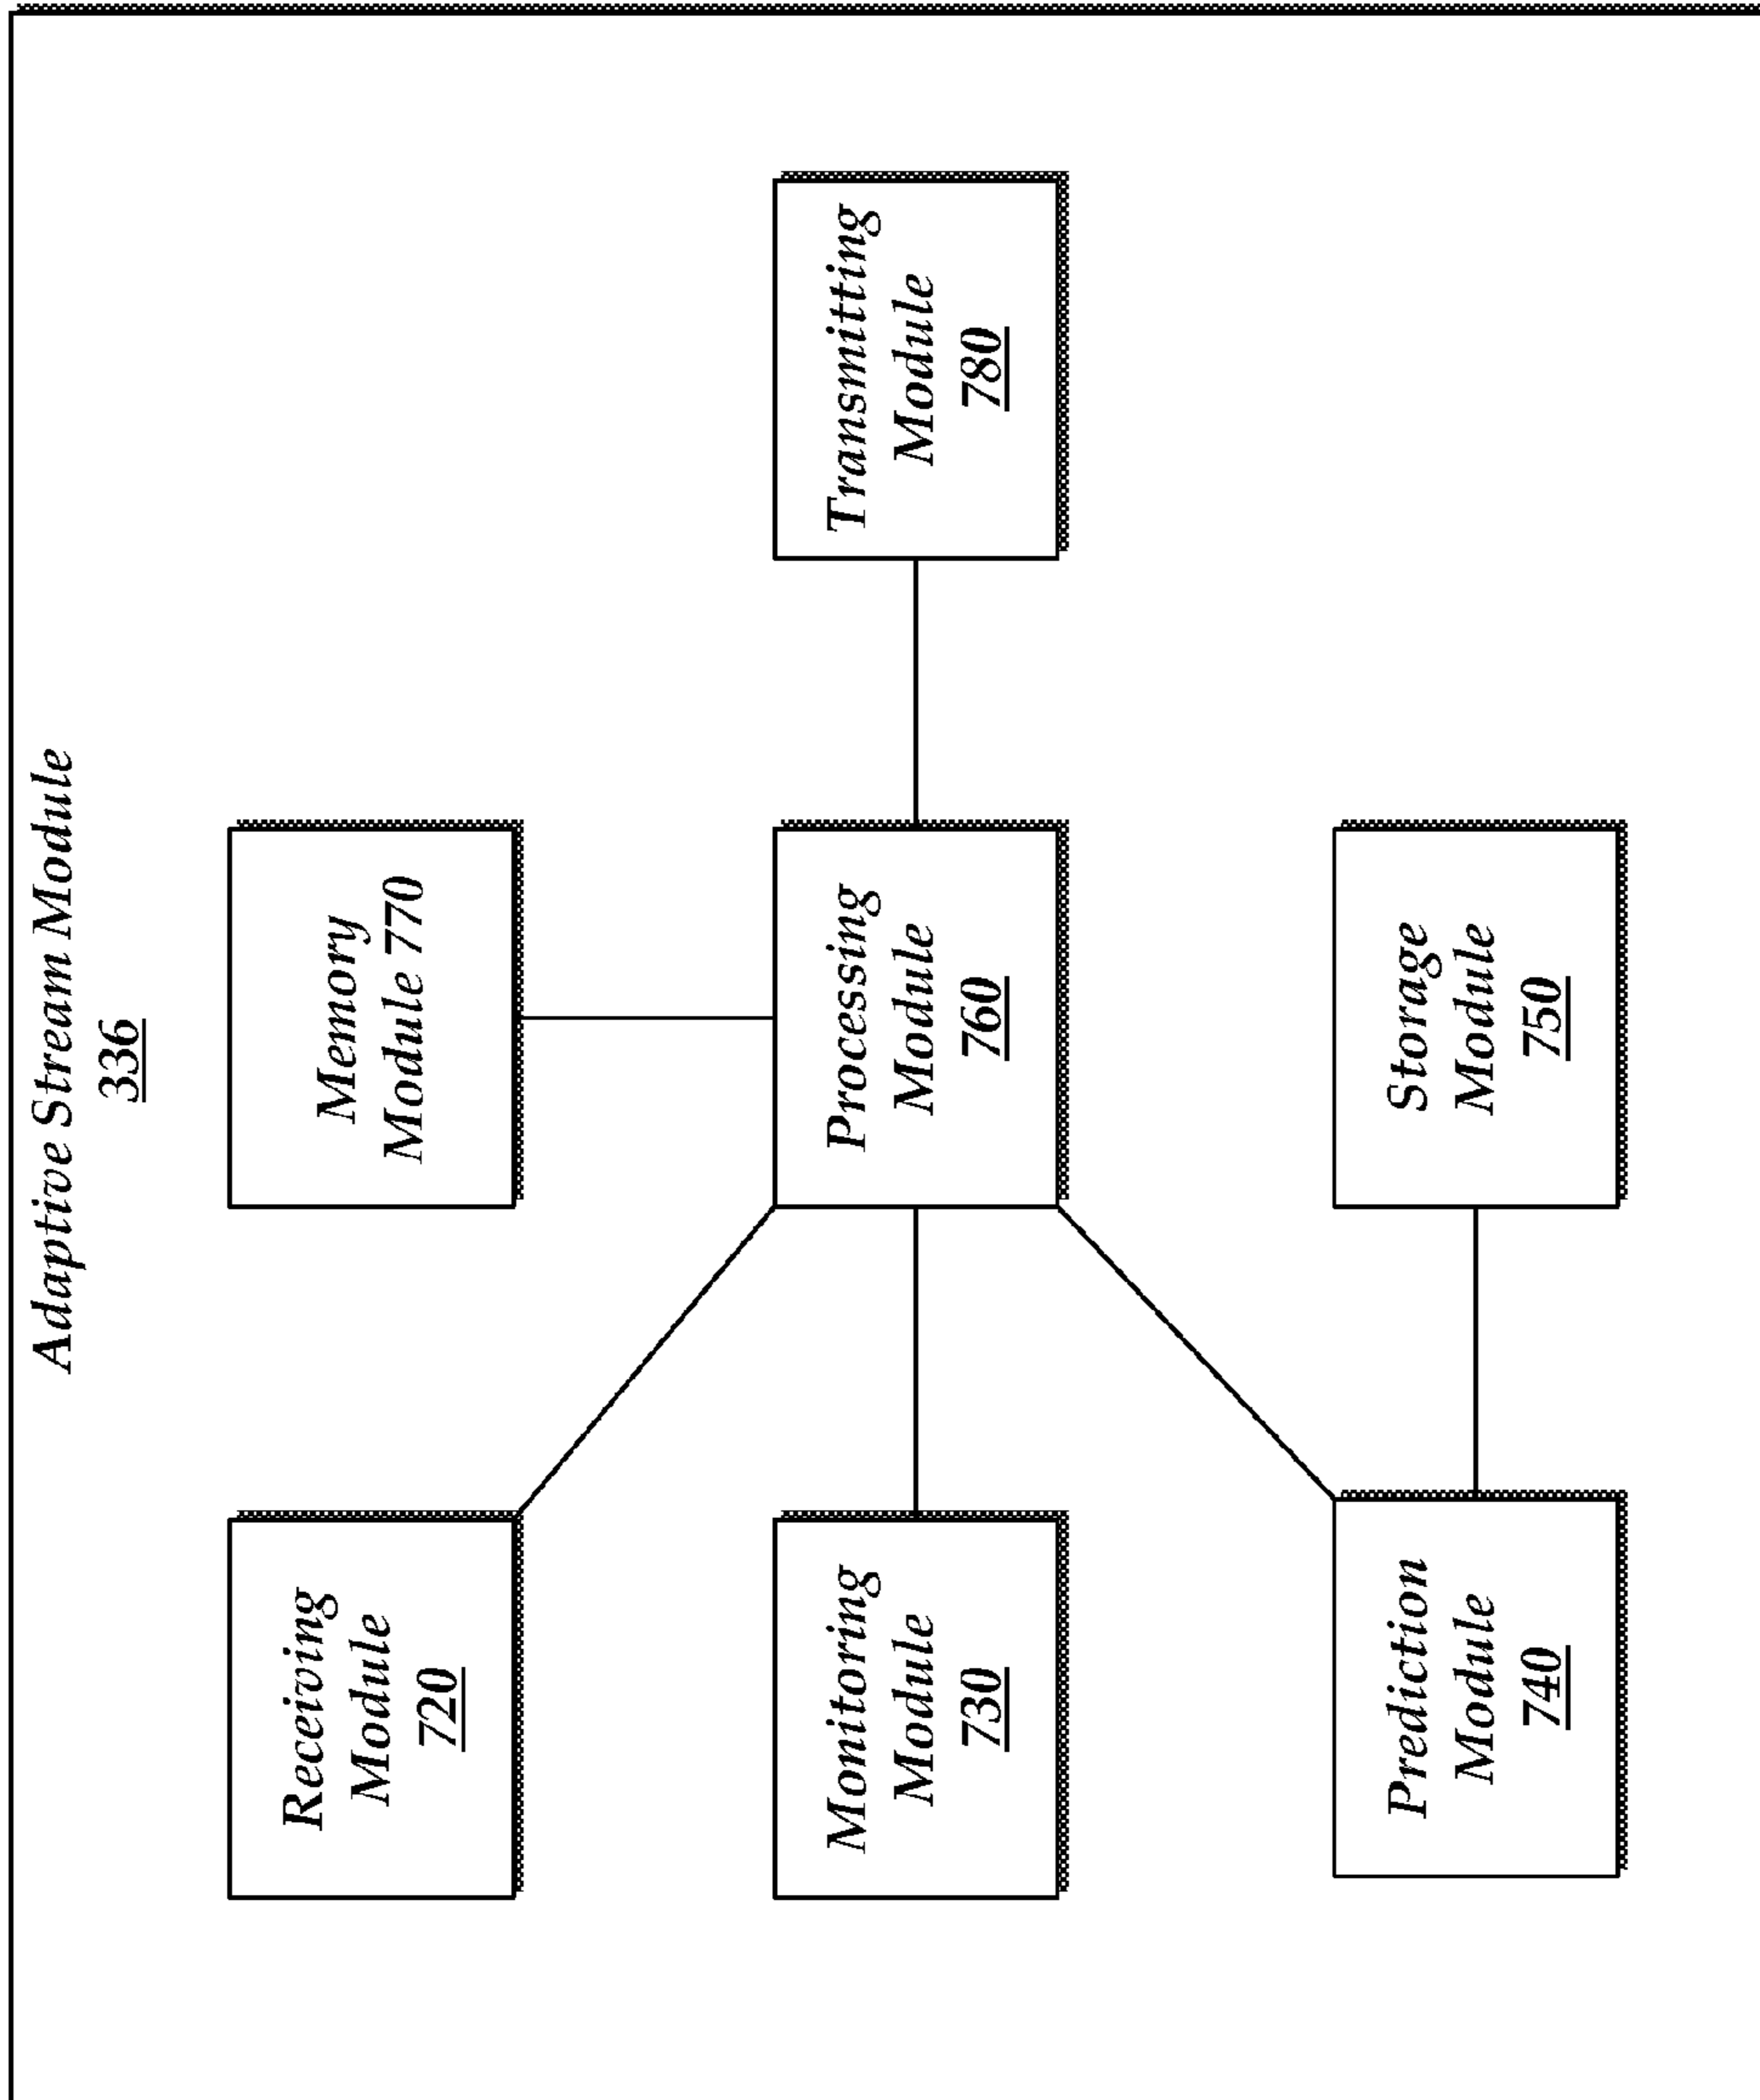 Adaptive Stream Module
336
Receiving
Module
720
Memory
Module 770
Monitoring
Module
730
Processing
Module
760
Transmitting
Module
780
Prediction
Module
740
Storage
Module
750